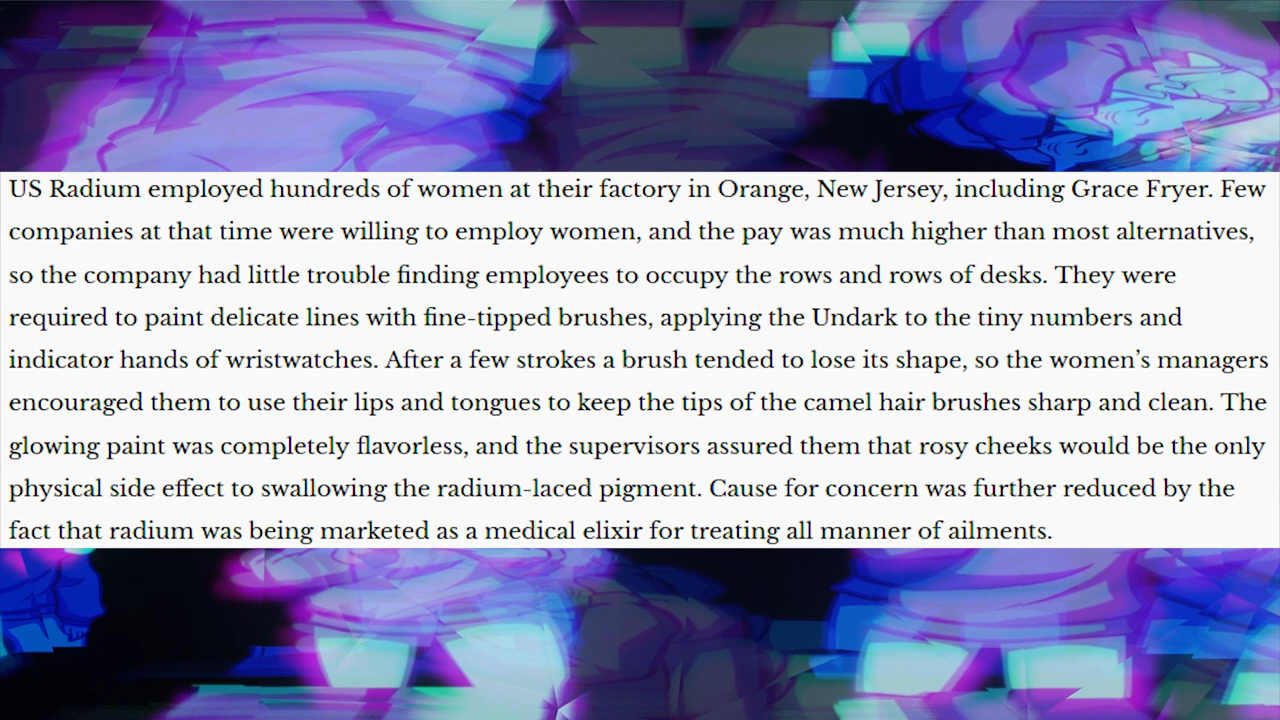 US Radium employed hundreds of women at their factory in Orange, New Jersey, including Grace Fryer. Few
companies at that time were willing to employ women, and the pay was much higher than most alternatives,
so the company had little trouble finding employees to occupy the rows and rows of desks. They were
required to paint delicate lines with fine-tipped brushes, applying the Undark to the tiny numbers and
indicator hands of wristwatches. After a few strokes a brush tended to lose its shape, so the women’s managers
encouraged them to use their lips and tongues to keep the tips of the camel hair brushes sharp and clean. The
glowing paint was completely flavorless, and the supervisors assured them that rosy cheeks would be the only
physical side effect to swallowing the radium-laced pigment. Cause for concern was further reduced by the
fact that radium was being marketed as a medical elixir for treating all manner of ailments.